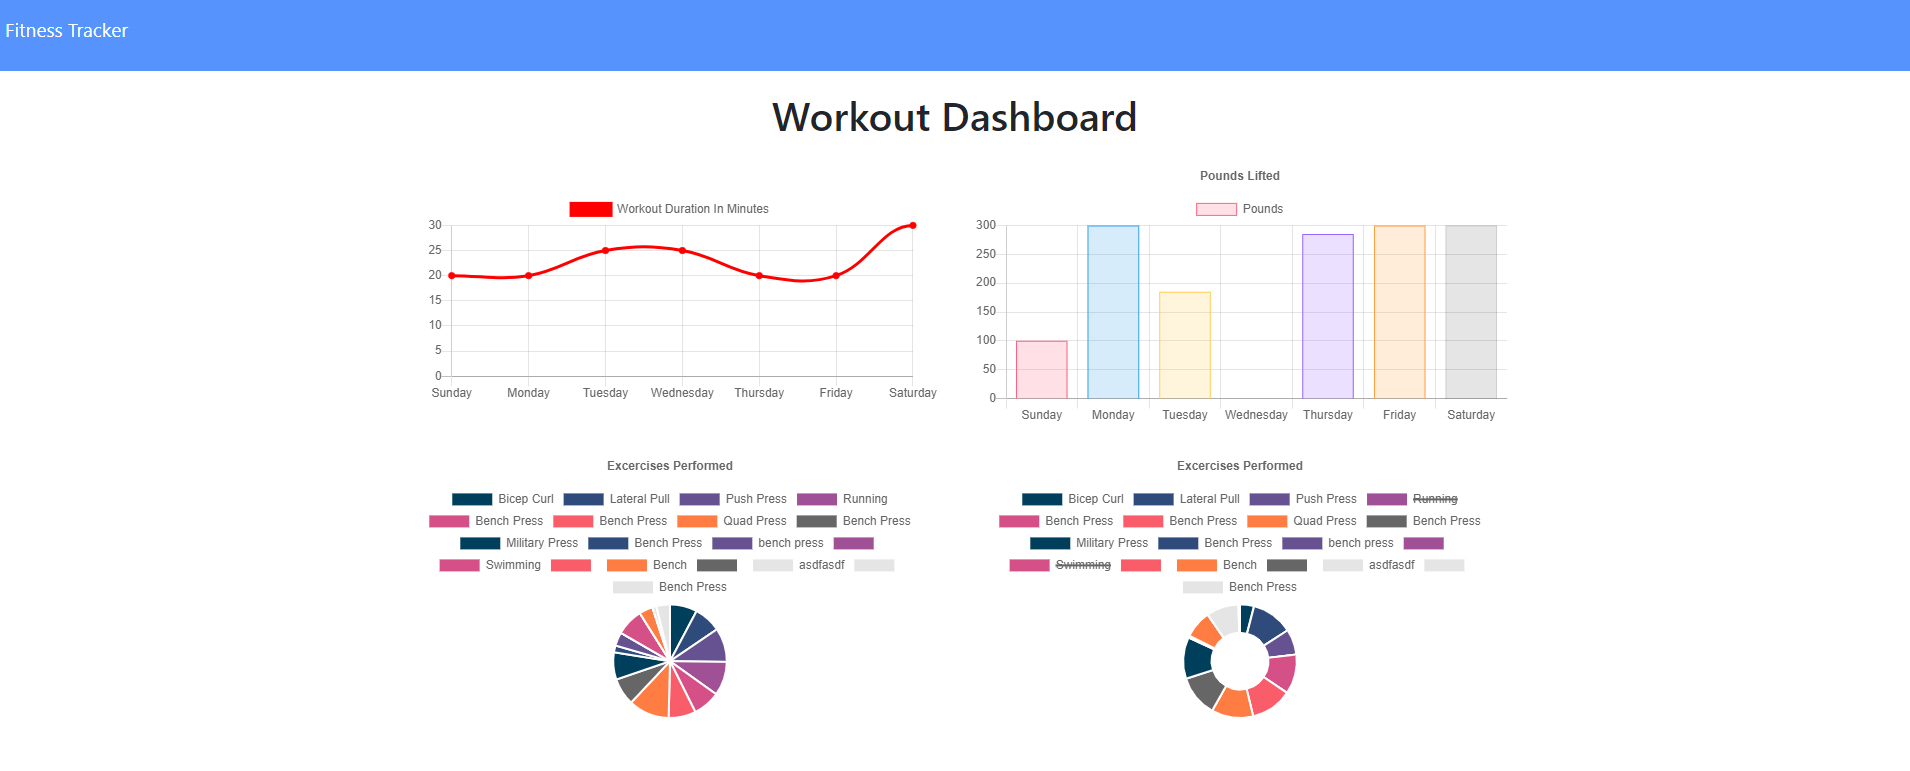 Fitness Tracker
Workout Dashboard
Workout Duration In Minutes
30
25
20
15
10
5
0
Sunday Monday Tuesday Wednesday Thursday Friday Saturday
Pounds Lifted
Pounds
300
250
200
150
100
50
0
Sunday Monday Tuesday Wednesday Thursday Friday Saturday
Excercises Performed
Bicep Curl Lateral Pull Push Press Running
Bench Press Bench Press Quad Press Bench Press
Military Press Bench Press bench press
Swimming Bench asdfasdf
Bench Press
Excercises Performed
Bicep Curl Lateral Pull Push Press Running
Bench Press Bench Press Quad Press Bench Press
Military Press Bench Press bench press
Swimming Bench asdfasdf
Bench Press